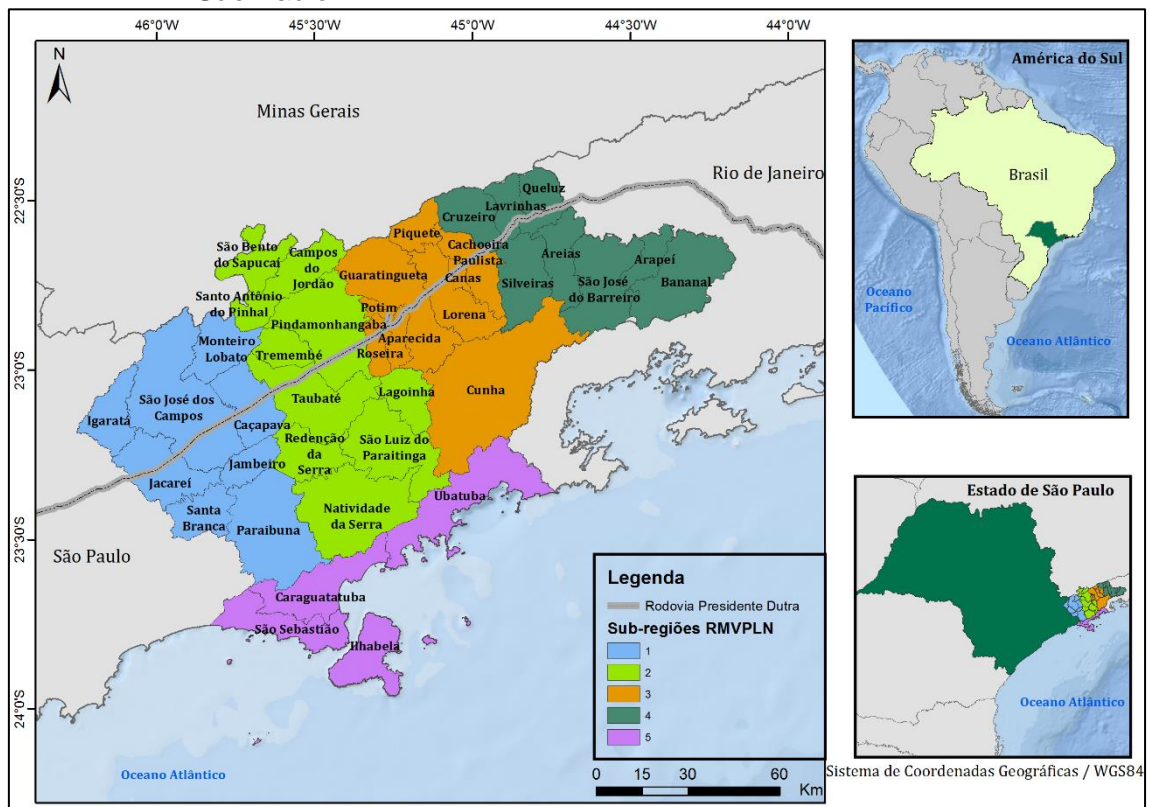 46°0'W 45°30'W 45°0'W 44°30'W 44°0'W
N
Minas Gerais
Rio de Janeiro
22°30'S
23°0'S
23°30'S
24°0'S
Queluz
Lavrinhas
Cruzeiro
Piquete
Cachoeira
Paulista
Canas
Areias
Arapeí
São José
do Barreiro
Bananal
Silveiras
São Bento
do Sapucaí
Campos
do
Jordão
Guaratingueta
Santo Antônio
do Pinhal
Potim
Lorena
Pindamonhangaba
Aparecida
Roseira
Monteiro
Lobato
Tremembé
Cunha
Lagoinha
Taubaté
São José dos
Campos
Igaratá
Caçapava
Redenção
da
Serra
São Luiz do
Paraitinga
Jambeiro
Jacareí
Ubatuba
Santa
Branca
Natividade
da Serra
Paraibuna
São Paulo
Caraguatatuba
São Sebastião
Ilhabela
Oceano Atlântico
Legenda
Rodovia Presidente Dutra
Sub-regiões RMVPLN
1
2
3
4
5
0 15 30 60
Km
América do Sul
Brasil
Oceano
Pacífico
Oceano Atlântico
Estado de São Paulo
Oceano Atlântico
Sistema de Coordenadas Geográficas / WGS84